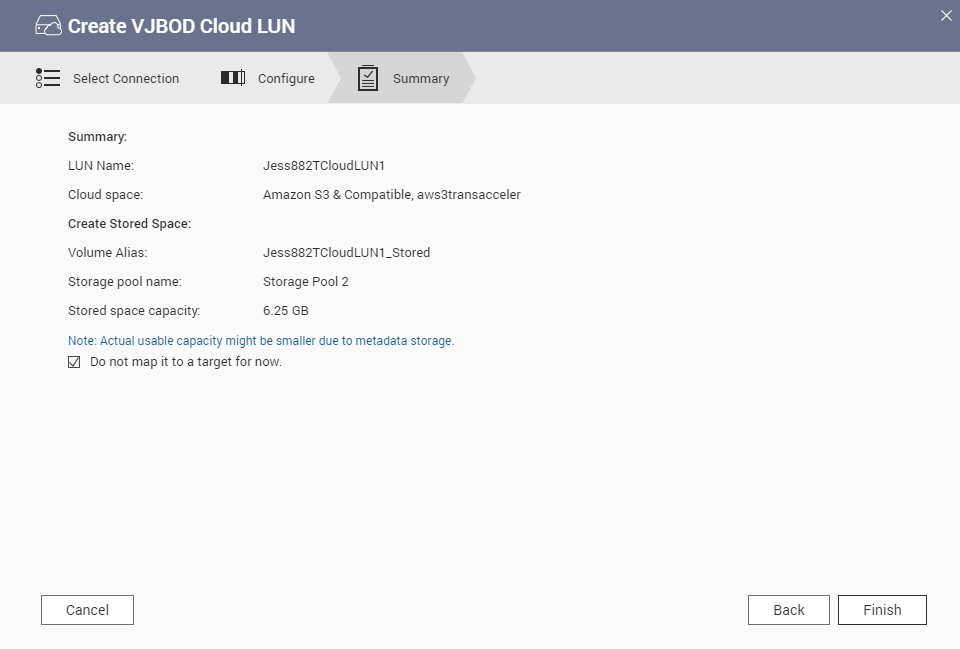 Create VJBOD Cloud LUN
Select Connection
Configure
Summary
Summary:
LUN Name: Jess882TCloudLUN1
Cloud space: Amazon S3 & Compatible, aws3transacceler
Create Stored Space:
Volume Alias: Jess882TCloudLUN1_Stored
Storage pool name: Storage Pool 2
Stored space capacity: 6.25 GB
Note: Actual usable capacity might be smaller due to metadata storage.
Do not map it to a target for now.
Cancel
Back
Finish